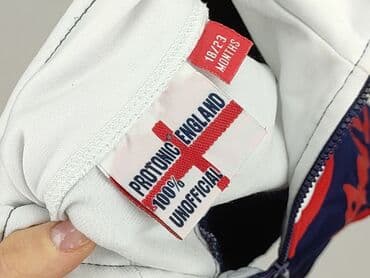 18/23
MONTHS
PROTONIC ENGLAND
100%
UNOFFICIAL